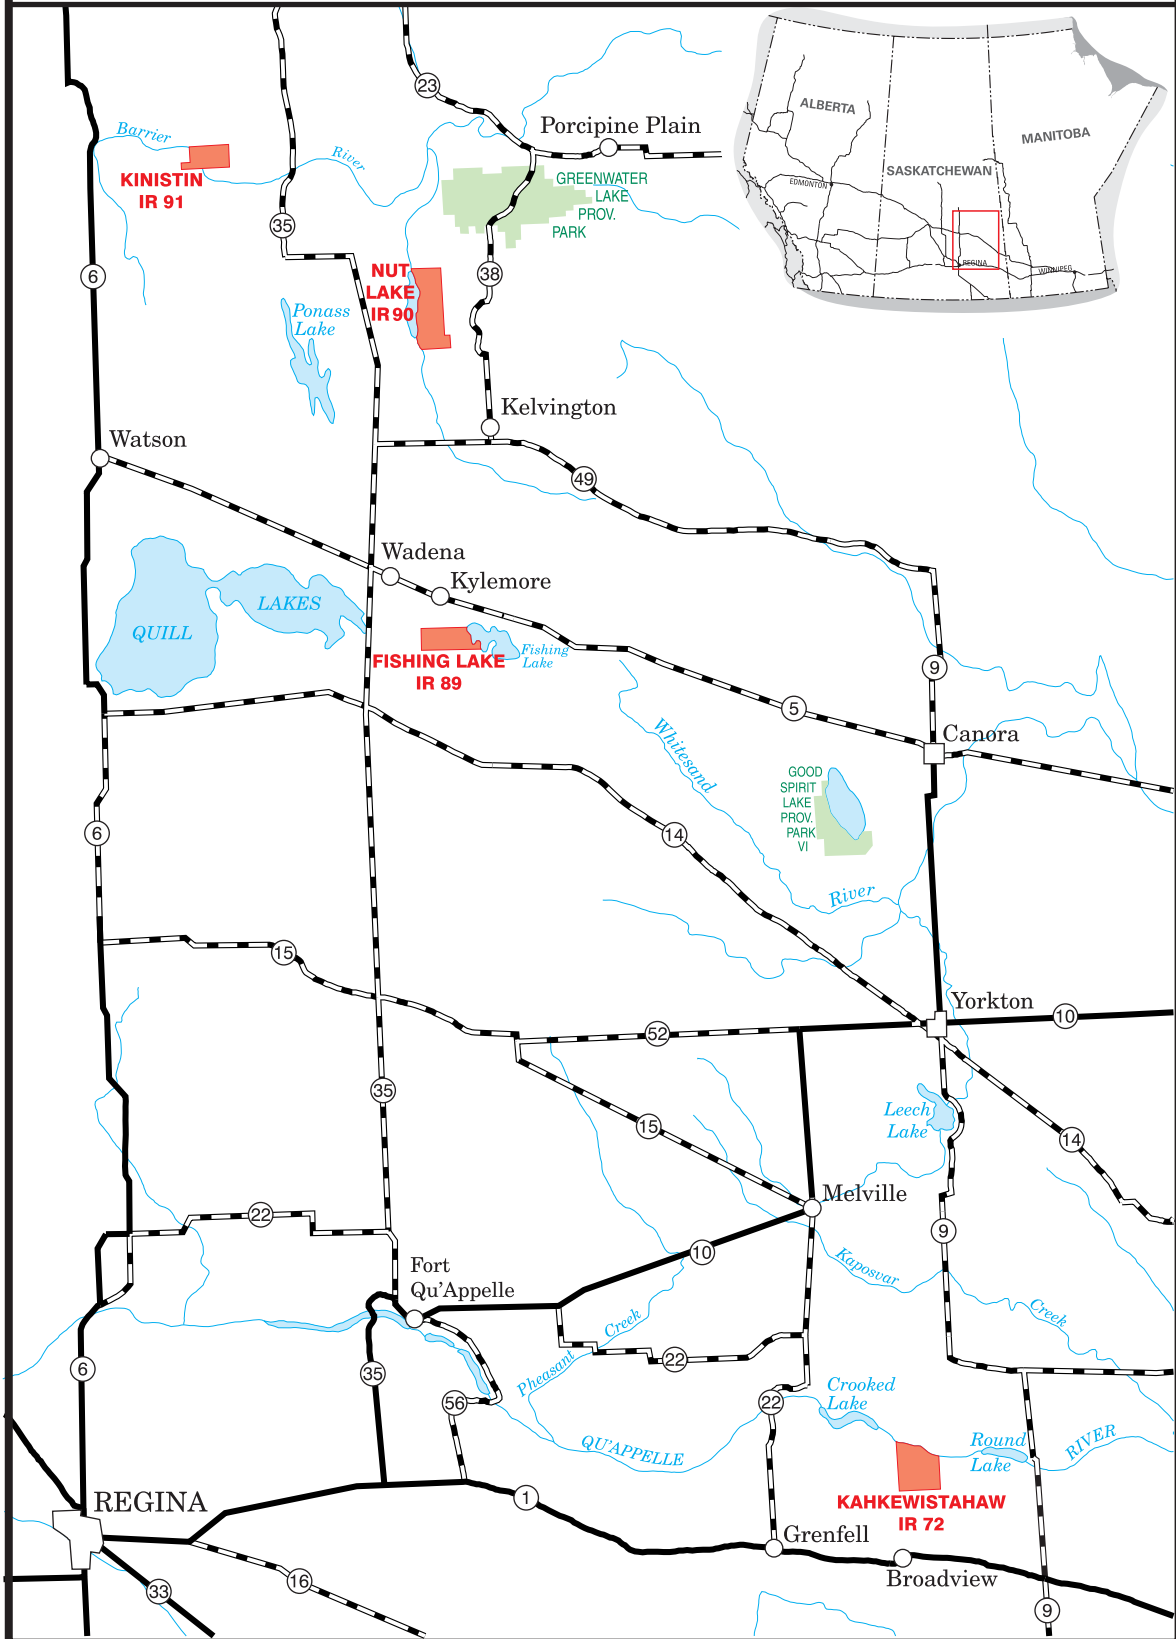 23
Porcipine Plain
ALBERTA
MANITOBA
SASKATCHEWAN
EDMONTON
REGINA
WINNIPEG
Barrier
River
KINISTIN
IR 91
GREENWATER
LAKE
PROV.
PARK
35
6
NUT
LAKE
IR 90
38
Ponass
Lake
Kelvington
Watson
49
Wadena
Kylemore
QUILL
LAKES
FISHING LAKE
IR 89
Fishing
Lake
9
5
Canora
Whitesand
River
GOOD
SPIRIT
LAKE
PROV.
PARK
VI
6
14
15
Yorkton
10
52
35
15
Leech
Lake
14
Melville
22
10
9
Kaposvar
Creek
Fort
Qu'Appelle
Pheasant
Creek
22
6
35
56
22
Crooked
Lake
QU'APPELLE
RIVER
Round
Lake
KAHKEWISTAHAW
IR 72
REGINA
1
Grenfell
Broadview
16
33
9